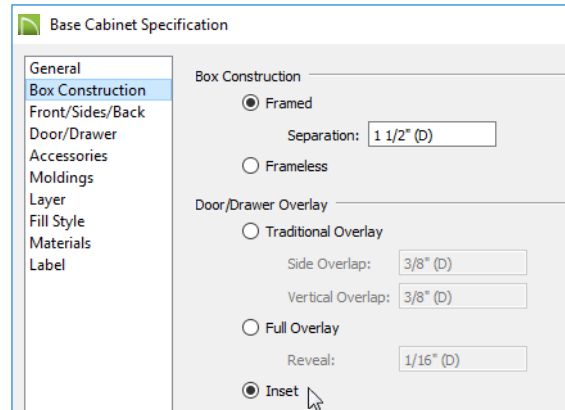 Base Cabinet Specification
General
Box Construction
Front/Sides/Back
Door/Drawer
Accessories
Moldings
Layer
Fill Style
Materials
Label
Box Construction
Framed
Separation: 1 1/2" (D)
Frameless
Door/Drawer Overlay
Traditional Overlay
Side Overlap: 3/8" (D)
Vertical Overlap: 3/8" (D)
Full Overlay
Reveal: 1/16" (D)
Inset